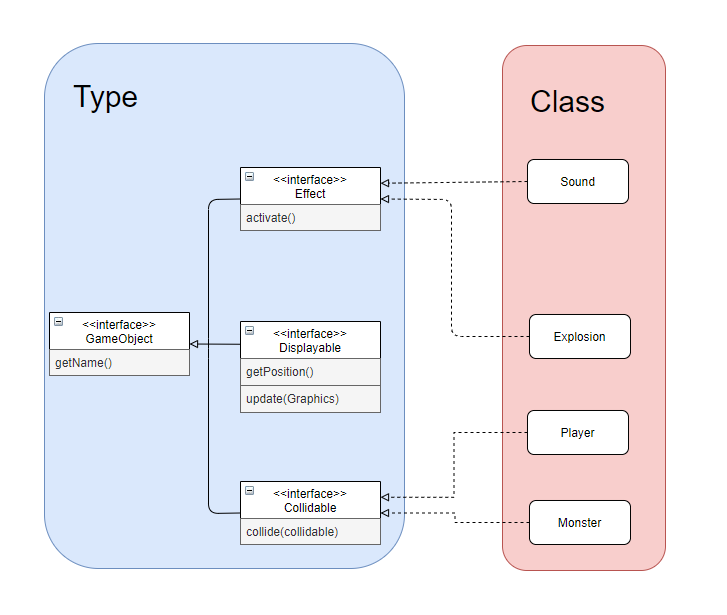 Type
Class
<<interface>>
Effect
activate()
Sound
<<interface>>
GameObject
getName()
<<interface>>
Displayable
getPosition()
update(Graphics)
Explosion
Player
<<interface>>
Collidable
collide(collidable)
Monster